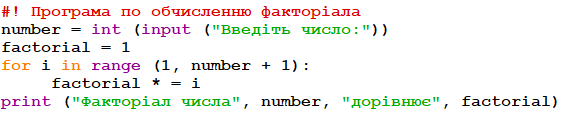 #! Програма по обчисленню факторіала
number = int (input ("Введіть число:"))
factorial = 1
for i in range (1, number + 1):
     factorial * = i
print ("Факторіал числа", number, "дорівнює", factorial)